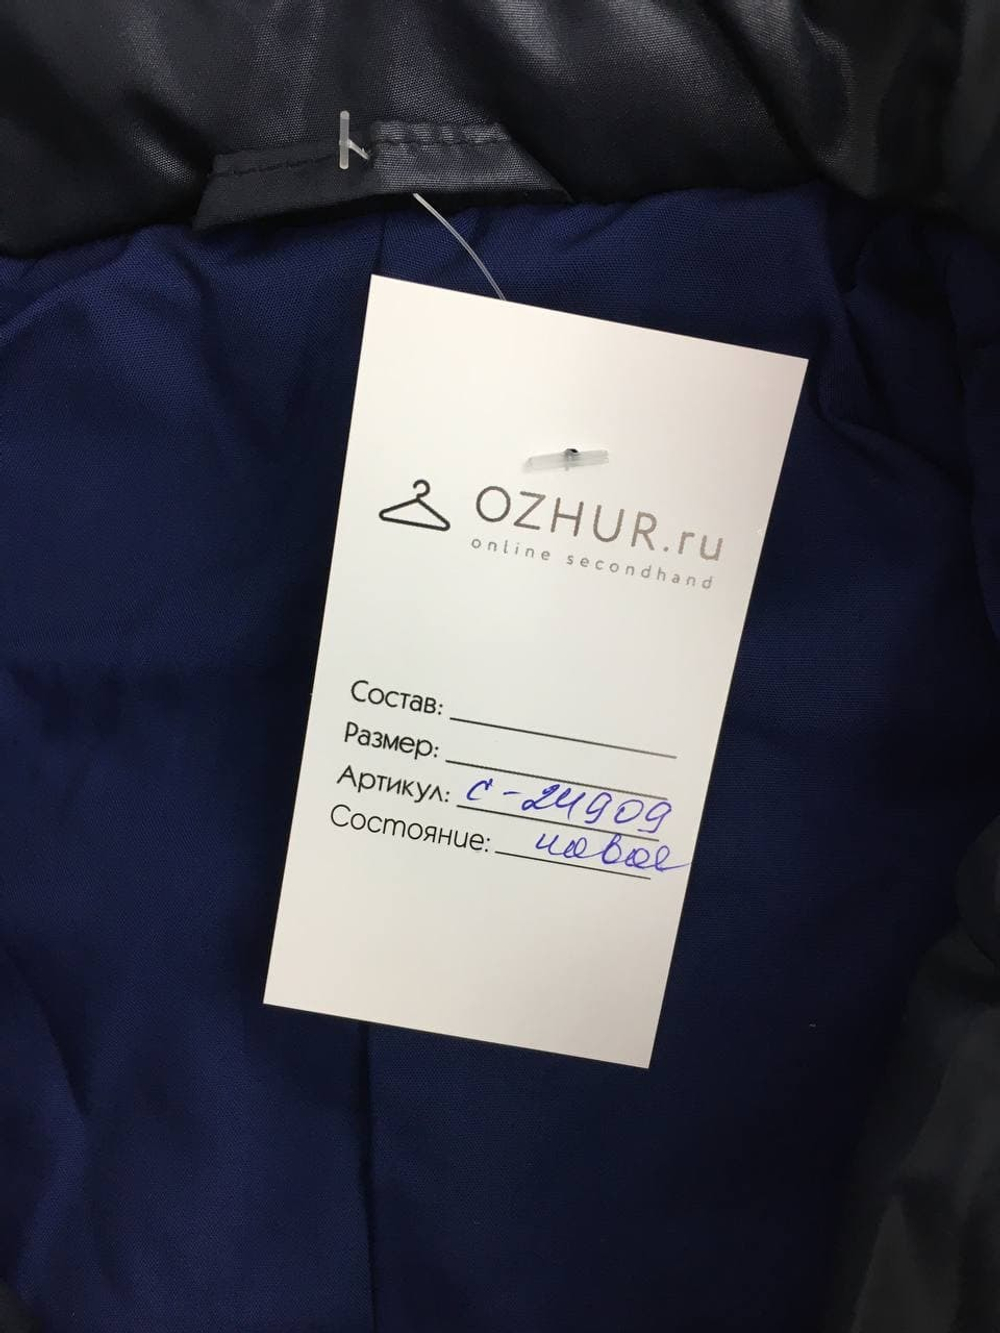 OZHUR.ru
online secondhand
Состав:
Размер:
Артикул: С-24909
Состояние: новое